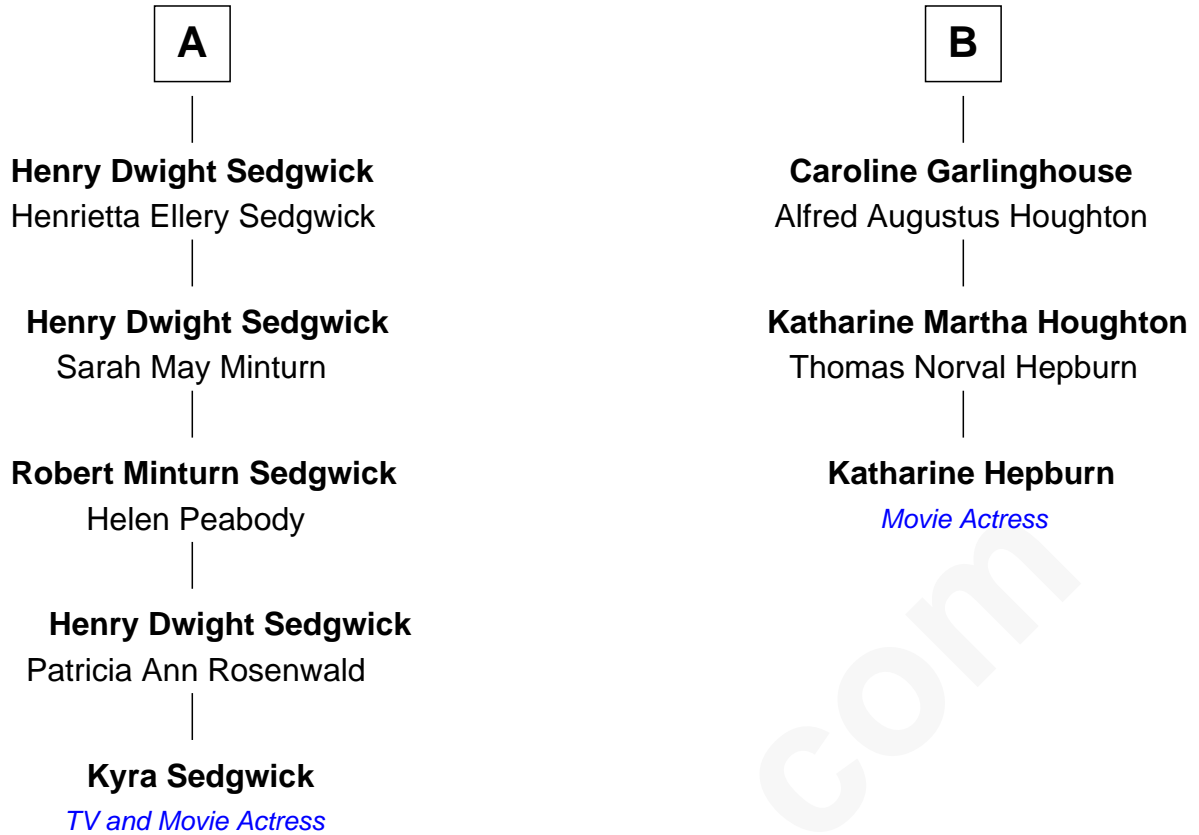 A
Henry Dwight Sedgwick
Henrietta Ellery Sedgwick
Henry Dwight Sedgwick
Sarah May Minturn
Robert Minturn Sedgwick
Helen Peabody
Henry Dwight Sedgwick
Patricia Ann Rosenwald
Kyra Sedgwick
TV and Movie Actress
B
Caroline Garlinghouse
Alfred Augustus Houghton
Katharine Martha Houghton
Thomas Norval Hepburn
Katharine Hepburn
Movie Actress
com